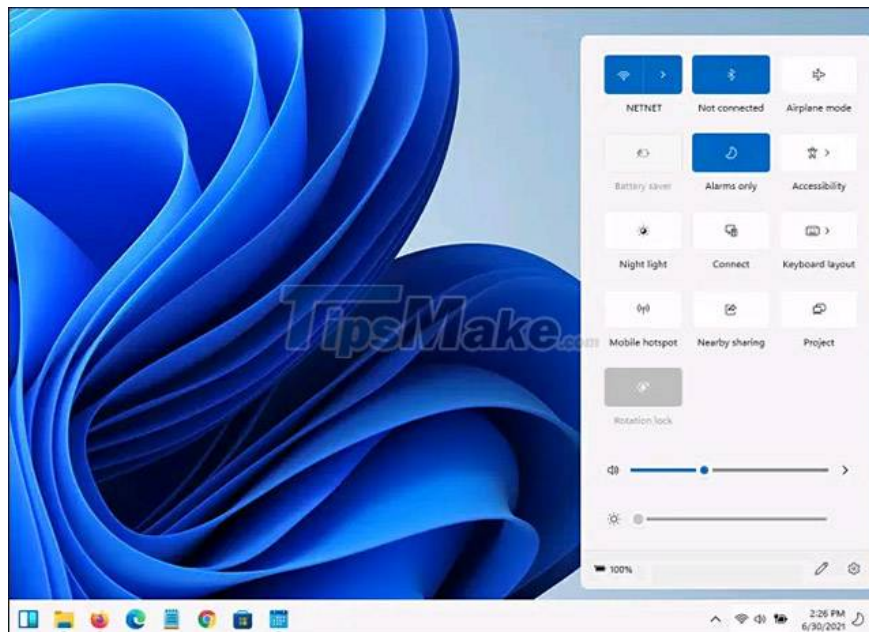 NETNET
Not connected
Airplane mode
Battery saver
Alarms only
Accessibility
Night light
Connect
Keyboard layout
TipsMake.com
Mobile hotspot
Nearby sharing
Project
Rotation lock
100%
2:26 PM
6/30/2021